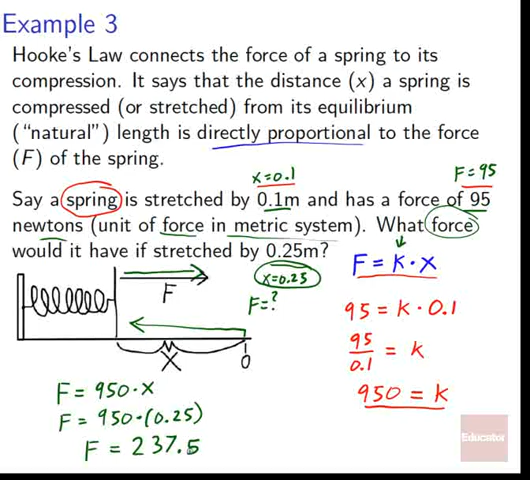 Example 3
Hooke's Law connects the force of a spring to its
compression. It says that the distance (x) a spring is
compressed (or stretched) from its equilibrium
("natural") length is directly proportional to the force
(F) of the spring.
x=0.1
F=95
Say a spring is stretched by 0.1m and has a force of 95
newtons (unit of force in metric system). What force
would it have if stretched by 0.25m?
F = K·x
x=0.25
F
F=?
95 = K·0.1
95/0.1 = K
950 = K
x
0
F = 950·x
F = 950·(0.25)
F = 237.5
Educator